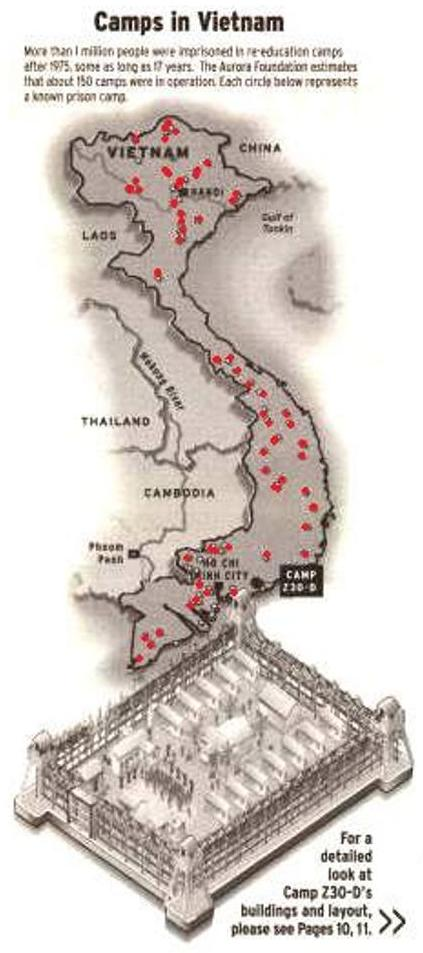 Camps in Vietnam
More than 1 million people were imprisoned in re-education camps
after 1975, some as long as 17 years. The Aurora Foundation estimates
that about 150 camps were in operation. Each circle below represents
a known prison camp.
VIETNAM
CHINA
HANOI
Gulf of
Tonkin
LAOS
Mekong River
THAILAND
CAMBODIA
Phnom
Penh
HO CHI
MINH CITY
CAMP
Z30-D
For a
detailed
look at
Camp Z30-D's
buildings and layout,
please see Pages 10, 11. >>